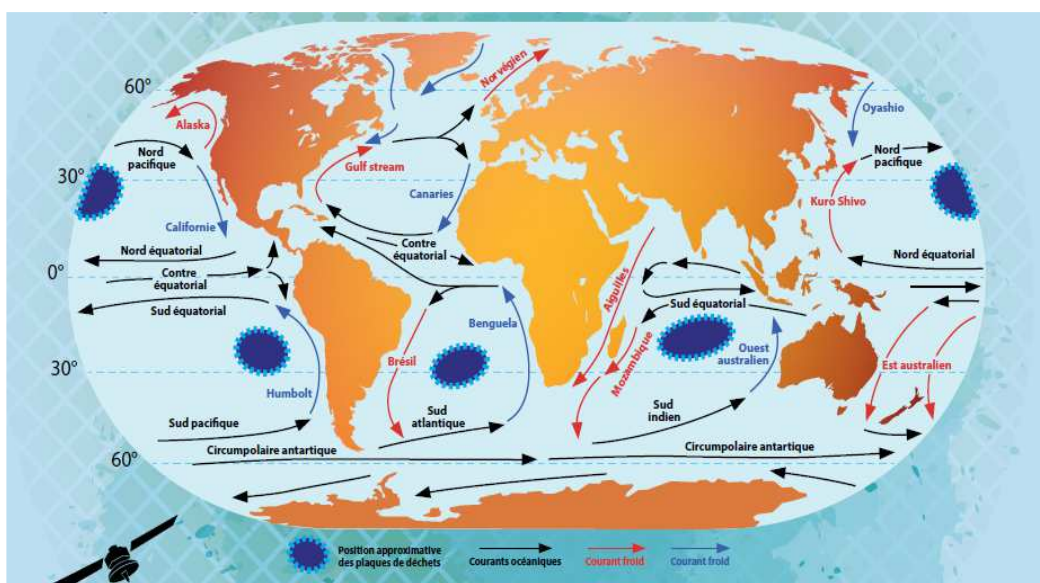 60°
Norvégien
Oyashio
Alaska
Nord
pacifique
Gulf stream
Nord
pacifique
30°
Canaries
Kuro Shivo
Californie
Nord équatorial
Contre
équatorial
Nord équatorial
0°
Contre
équatorial
Aiguilles
Sud équatorial
Sud équatorial
Benguela
Mozambique
Ouest
australien
Brésil
Est australien
30°
Humbolt
Sud
atlantique
Sud
indien
Sud pacifique
Circumpolaire antartique
Circumpolaire antartique
60°
Position approximative
des plaques de déchets
Courants océaniques
Courant froid
Courant froid